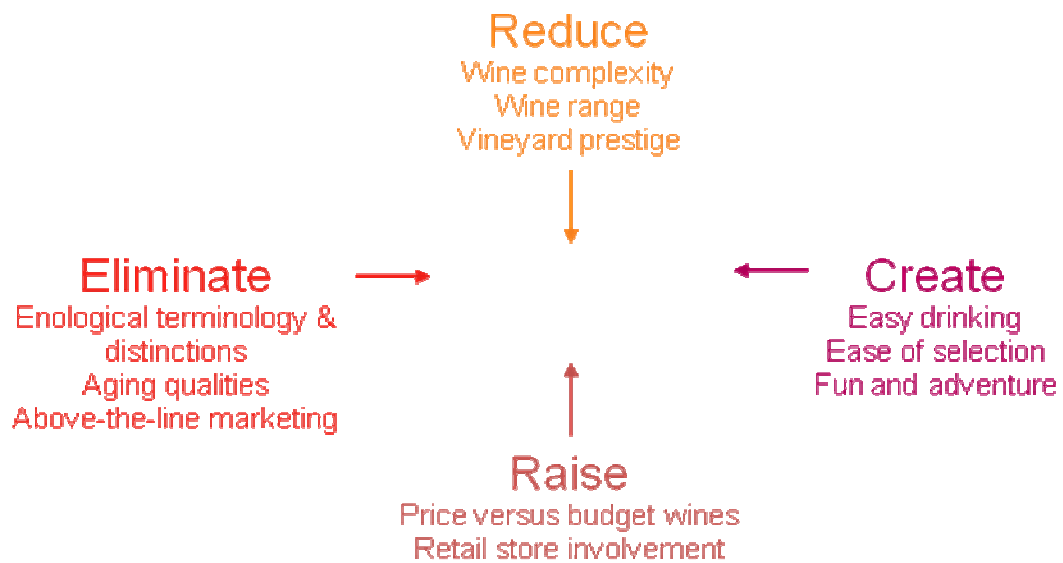 Reduce
Wine complexity
Wine range
Vineyard prestige
Eliminate
Enological terminology &
distinctions
Aging qualities
Above-the-line marketing
Create
Easy drinking
Ease of selection
Fun and adventure
Raise
Price versus budget wines
Retail store involvement